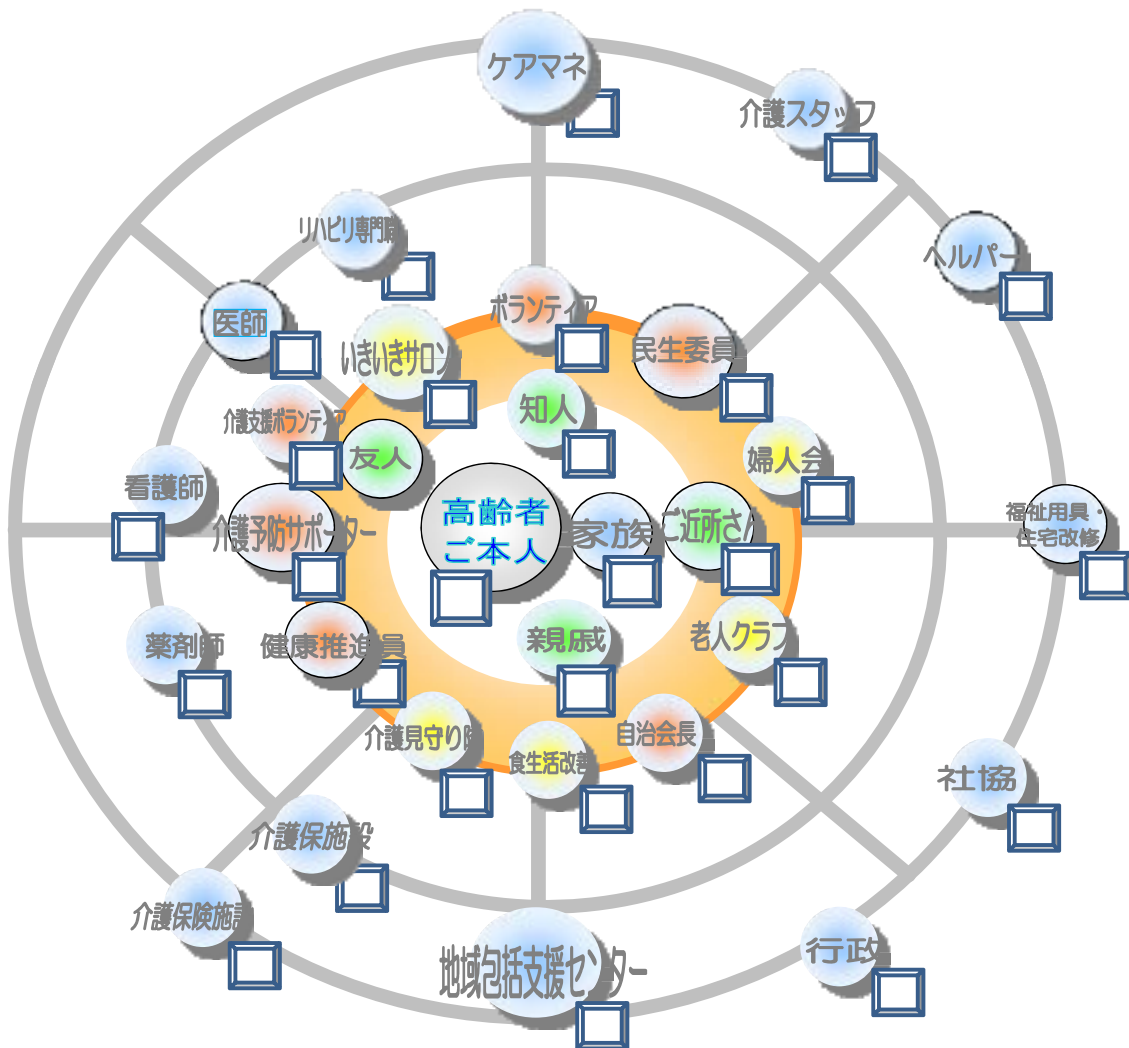 ケアマネ
介護スタッフ
リハビリ専門職
ヘルパー
医師
ボランティア
いきいきサロン
民生委員
介護支援ボランティア
知人
友人
婦人会
看護師
高齢者
ご本人
家族
ご近所さん
福祉用具・
住宅改修
介護予防サポーター
薬剤師
健康推進員
親戚
老人クラブ
介護見守り隊
食生活改善
自治会長
社協
介護保施設
介護保険施設
地域包括支援センター
行政